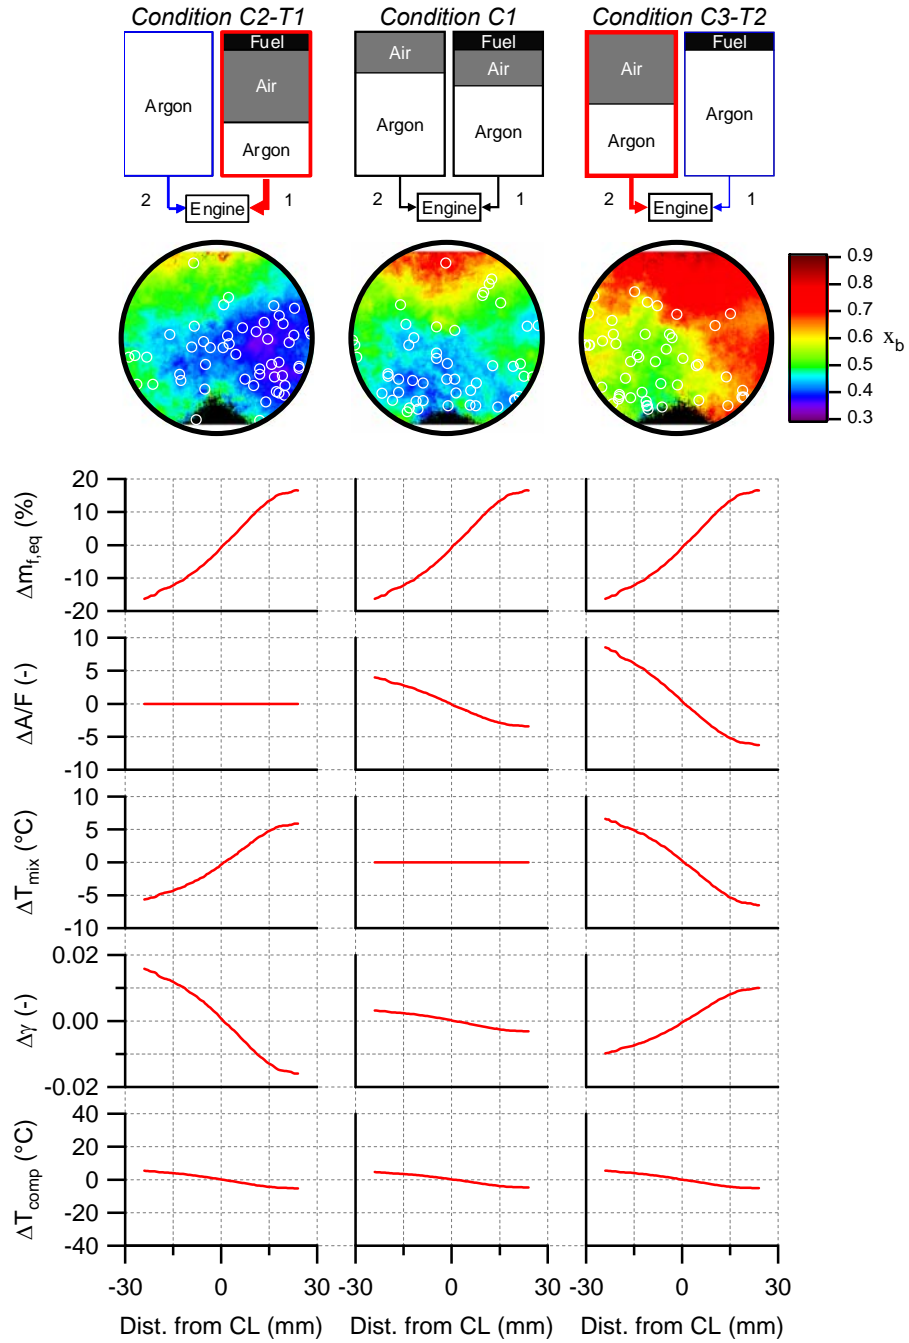 Condition C2-T1 Condition C1 Condition C3-T2
Fuel Fuel
Air Air Air Air
Argon Argon Argon Argon Argon Argon
2 1 2 1 2 1
Engine Engine Engine
0.9
0.8
0.7
0.6
0.5
0.4
0.3
x_b
20
10
0
-10
-20
Δm_f,eq (%)
10
5
0
-5
-10
ΔA/F (-)
10
5
0
-5
-10
ΔT_mix (°C)
0.02
0.00
-0.02
Δγ (-)
40
20
0
-20
-40
ΔT_comp (°C)
-30 0 30 -30 0 30 -30 0 30
Dist. from CL (mm) Dist. from CL (mm) Dist. from CL (mm)